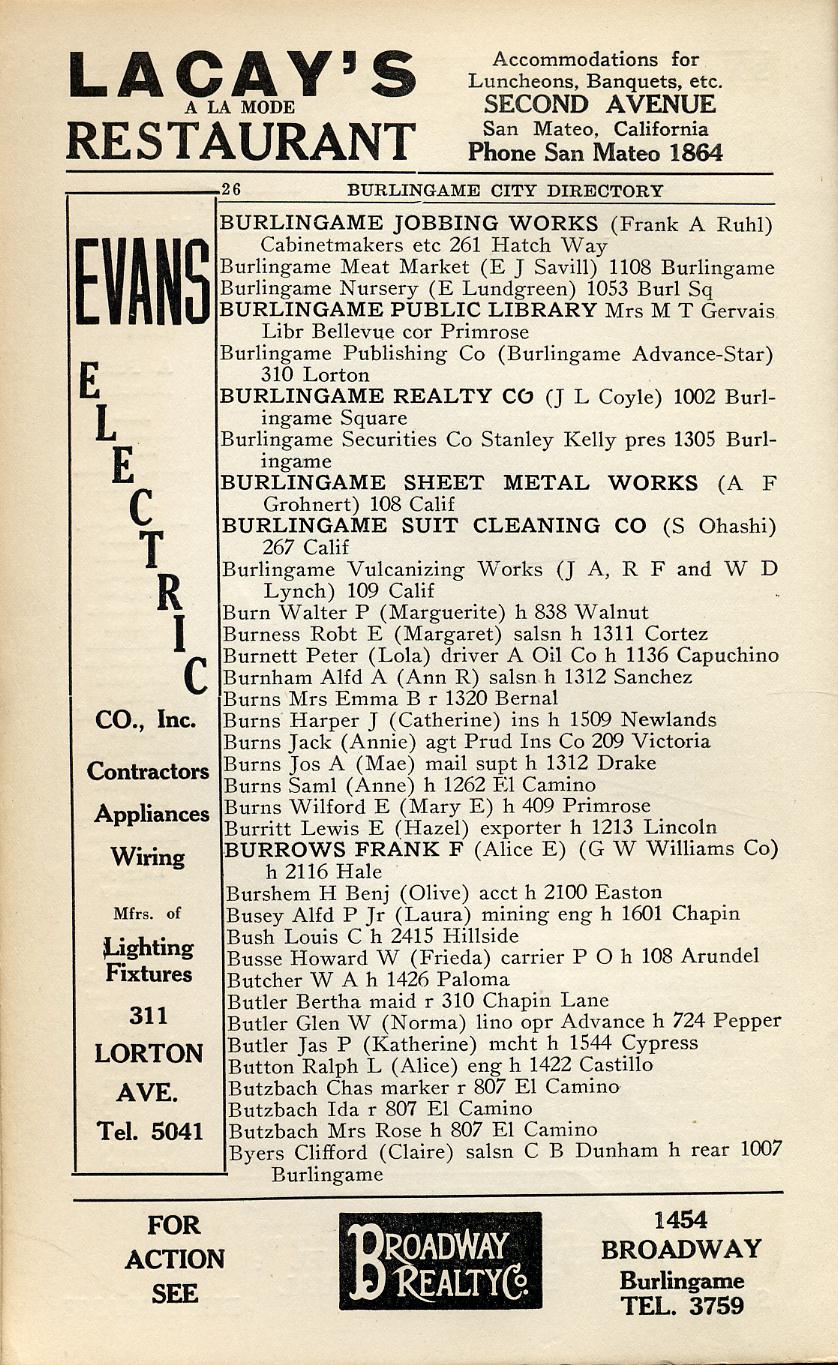 LACAY'S
A LA MODE
RESTAURANT
Accommodations for
Luncheons, Banquets, etc.
SECOND AVENUE
San Mateo, California
Phone San Mateo 1864
26 BURLINGAME CITY DIRECTORY
EVANS
ELECTRIC
CO., Inc.
Contractors
Appliances
Wiring
Mfrs. of
Lighting
Fixtures
311
LORTON
AVE.
Tel. 5041
BURLINGAME JOBBING WORKS (Frank A Ruhl)
Cabinetmakers etc 261 Hatch Way
Burlingame Meat Market (E J Savill) 1108 Burlingame
Burlingame Nursery (E Lundgreen) 1053 Burl Sq
BURLINGAME PUBLIC LIBRARY Mrs M T Gervais
Libr Bellevue cor Primrose
Burlingame Publishing Co (Burlingame Advance-Star)
310 Lorton
BURLINGAME REALTY CO (J L Coyle) 1002 Burl-
ingame Square
Burlingame Securities Co Stanley Kelly pres 1305 Burl-
ingame
BURLINGAME SHEET METAL WORKS (A F
Grohnert) 108 Calif
BURLINGAME SUIT CLEANING CO (S Ohashi)
267 Calif
Burlingame Vulcanizing Works (J A, R F and W D
Lynch) 109 Calif
Burn Walter P (Marguerite) h 838 Walnut
Burness Robt E (Margaret) salsn h 1311 Cortez
Burnett Peter (Lola) driver A Oil Co h 1136 Capuchino
Burnham Alfd A (Ann R) salsn h 1312 Sanchez
Burns Mrs Emma B r 1320 Bernal
Burns Harper J (Catherine) ins h 1509 Newlands
Burns Jack (Annie) agt Prud Ins Co 209 Victoria
Burns Jos A (Mae) mail supt h 1312 Drake
Burns Saml (Anne) h 1262 El Camino
Burns Wilford E (Mary E) h 409 Primrose
Burritt Lewis E (Hazel) exporter h 1213 Lincoln
BURROWS FRANK F (Alice E) (G W Williams Co)
h 2116 Hale
Burshem H Benj (Olive) acct h 2100 Easton
Busey Alfd P Jr (Laura) mining eng h 1601 Chapin
Bush Louis C h 2415 Hillside
Busse Howard W (Frieda) carrier P O h 108 Arundel
Butcher W A h 1426 Paloma
Butler Bertha maid r 310 Chapin Lane
Butler Glen W (Norma) lino opr Advance h 724 Pepper
Butler Jas P (Katherine) mcht h 1544 Cypress
Button Ralph L (Alice) eng h 1422 Castillo
Butzbach Chas marker r 807 El Camino
Butzbach Ida r 807 El Camino
Butzbach Mrs Rose h 807 El Camino
Byers Clifford (Claire) salsn C B Dunham h rear 1007
Burlingame
FOR
ACTION
SEE
BROADWAY
REALTY Co.
1454
BROADWAY
Burlingame
TEL. 3759